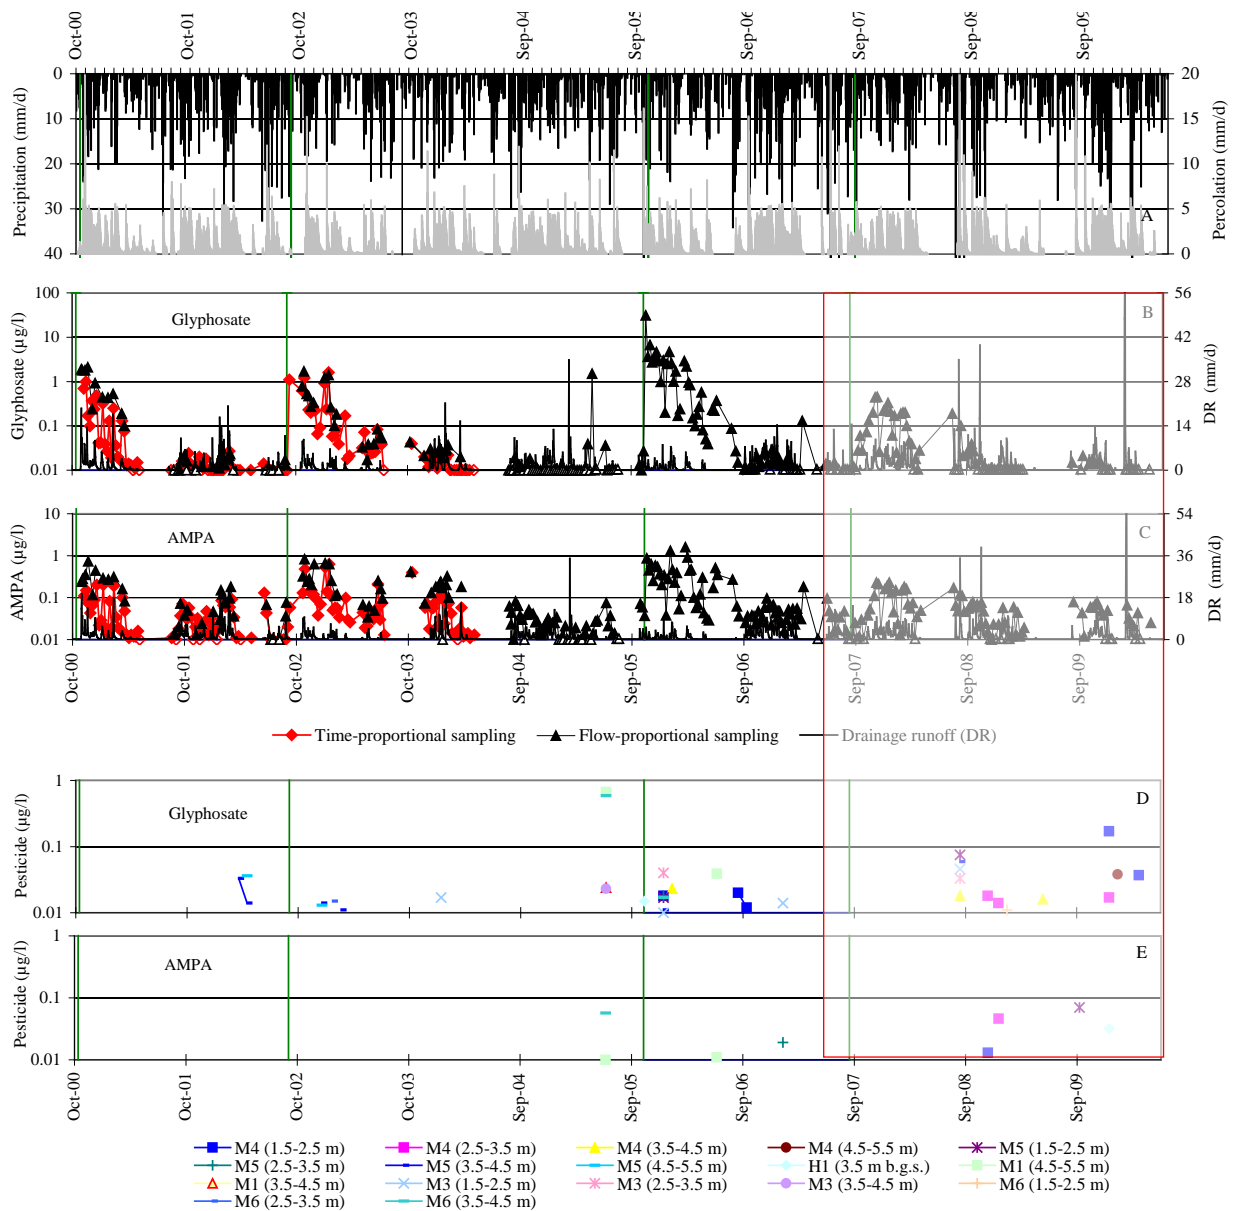 Oct-00 Oct-01 Oct-02 Oct-03 Sep-04 Sep-05 Sep-06 Sep-07 Sep-08 Sep-09
Precipitation (mm/d)
0
10
20
30
40
20
15
10
5
0
Percolation (mm/d)
A
Glyphosate (µg/l)
100
10
1
0.1
0.01
Glyphosate
B
56
42
28
14
0
DR (mm/d)
AMPA (µg/l)
10
1
0.1
0.01
AMPA
C
54
36
18
0
DR (mm/d)
Oct-00 Oct-01 Oct-02 Oct-03 Sep-04 Sep-05 Sep-06 Sep-07 Sep-08 Sep-09
Time-proportional sampling Flow-proportional sampling Drainage runoff (DR)
Pesticide (µg/l)
1
0.1
0.01
Glyphosate
D
Pesticide (µg/l)
1
0.1
0.01
AMPA
E
Oct-00 Oct-01 Oct-02 Oct-03 Sep-04 Sep-05 Sep-06 Sep-07 Sep-08 Sep-09
M4 (1.5-2.5 m) M4 (2.5-3.5 m) M4 (3.5-4.5 m) M4 (4.5-5.5 m) M5 (1.5-2.5 m)
M5 (2.5-3.5 m) M5 (3.5-4.5 m) M5 (4.5-5.5 m) H1 (3.5 m b.g.s.) M1 (4.5-5.5 m)
M1 (3.5-4.5 m) M3 (1.5-2.5 m) M3 (2.5-3.5 m) M3 (3.5-4.5 m) M6 (1.5-2.5 m)
M6 (2.5-3.5 m) M6 (3.5-4.5 m)